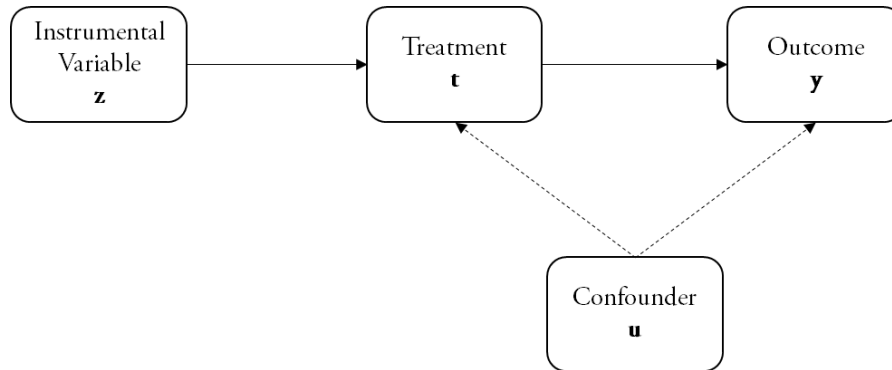 Instrumental
Variable
z
Treatment
t
Outcome
y
Confounder
u